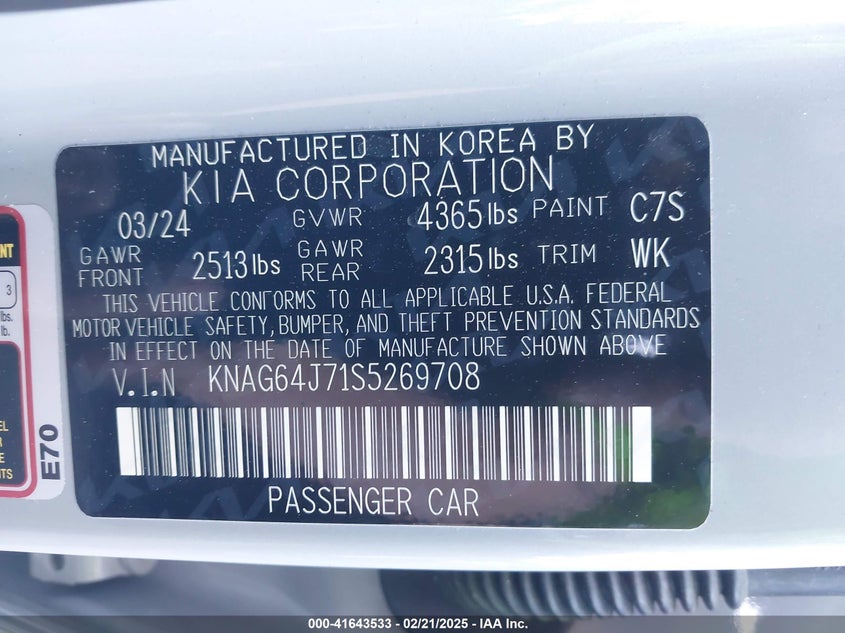 MANUFACTURED IN KOREA BY
KIA CORPORATION
03/24 GVWR 4365 lbs PAINT C7S
GAWR FRONT 2513 lbs GAWR REAR 2315 lbs TRIM WK
THIS VEHICLE CONFORMS TO ALL APPLICABLE U.S.A. FEDERAL
MOTOR VEHICLE SAFETY, BUMPER, AND THEFT PREVENTION STANDARDS
IN EFFECT ON THE DATE OF MANUFACTURE SHOWN ABOVE
V.I.N KNAG64J71S5269708
PASSENGER CAR
3
lbs.
lb.
E70
000-41643533 / 02/21/2025 - IAA Inc.